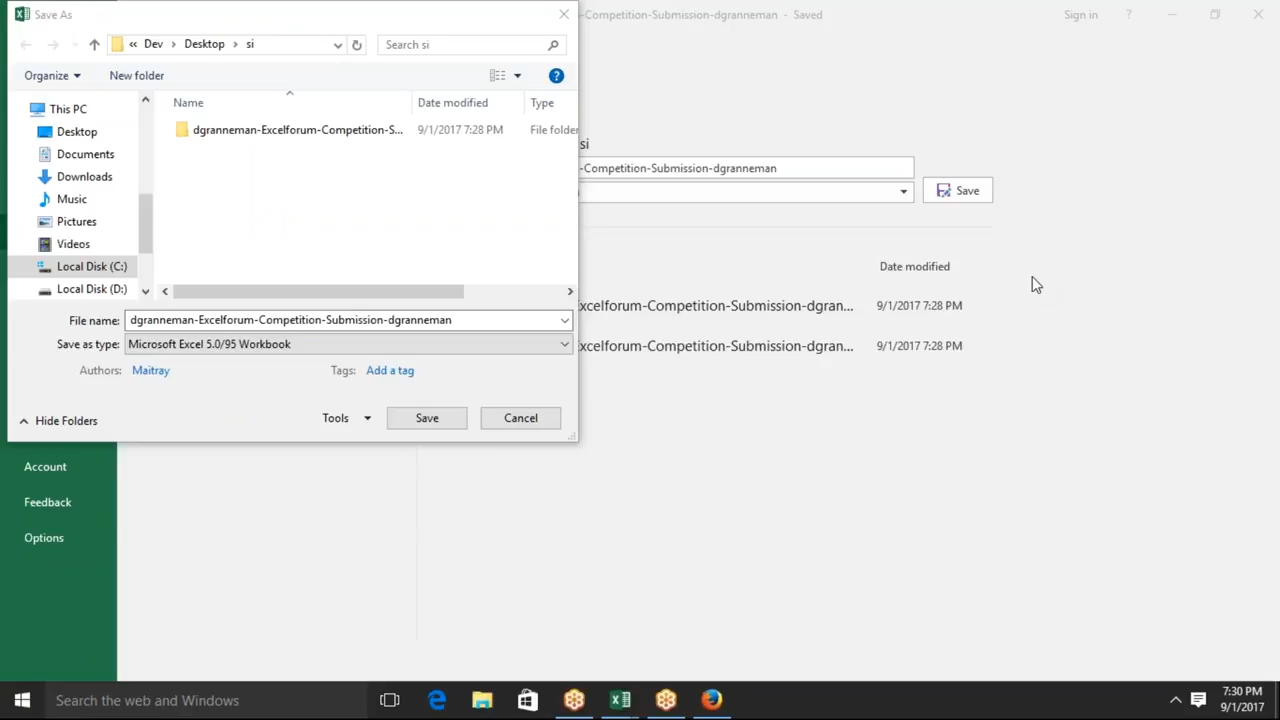 Save As
-Competition-Submission-dgranneman - Saved
Sign in
?
« Dev > Desktop > si
Search si
Organize
New folder
?
This PC
Desktop
Documents
Downloads
Music
Pictures
Videos
Local Disk (C:)
Local Disk (D:)
Name
Date modified
Type
dgranneman-Excelforum-Competition-S...
9/1/2017 7:28 PM
File folder
si
-Competition-Submission-dgranneman
Save
Date modified
Excelforum-Competition-Submission-dgran...
9/1/2017 7:28 PM
Excelforum-Competition-Submission-dgran...
9/1/2017 7:28 PM
File name: dgranneman-Excelforum-Competition-Submission-dgranneman
Save as type: Microsoft Excel 5.0/95 Workbook
Authors: Maitray
Tags: Add a tag
Hide Folders
Tools
Save
Cancel
Account
Feedback
Options
Search the web and Windows
7:30 PM
9/1/2017